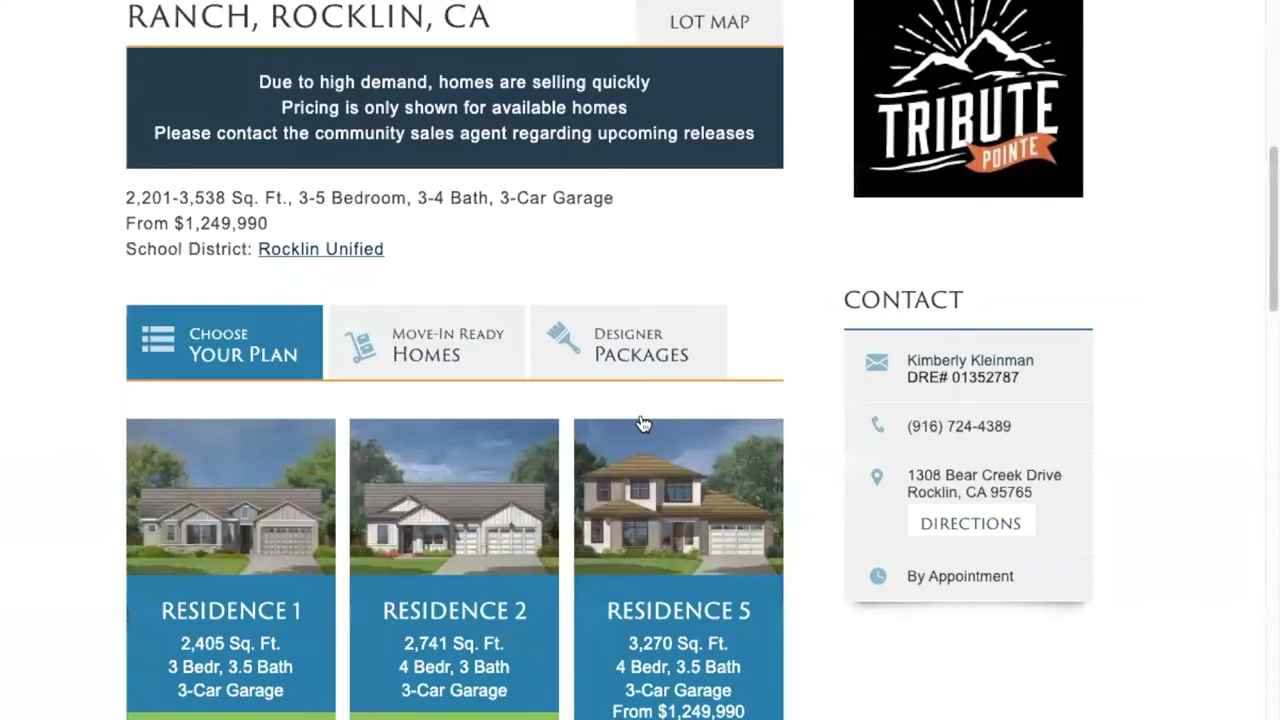 RANCH, ROCKLIN, CA
LOT MAP
Due to high demand, homes are selling quickly
Pricing is only shown for available homes
Please contact the community sales agent regarding upcoming releases
2,201-3,538 Sq. Ft., 3-5 Bedroom, 3-4 Bath, 3-Car Garage
From $1,249,990
School District: Rocklin Unified
CHOOSE
YOUR PLAN
MOVE-IN READY
HOMES
DESIGNER
PACKAGES
RESIDENCE 1
2,405 Sq. Ft.
3 Bedr, 3.5 Bath
3-Car Garage
RESIDENCE 2
2,741 Sq. Ft.
4 Bedr, 3 Bath
3-Car Garage
RESIDENCE 5
3,270 Sq. Ft.
4 Bedr, 3.5 Bath
3-Car Garage
From $1,249,990
TRIBUTE
POINTE
CONTACT
Kimberly Kleinman
DRE# 01352787
(916) 724-4389
1308 Bear Creek Drive
Rocklin, CA 95765
DIRECTIONS
By Appointment